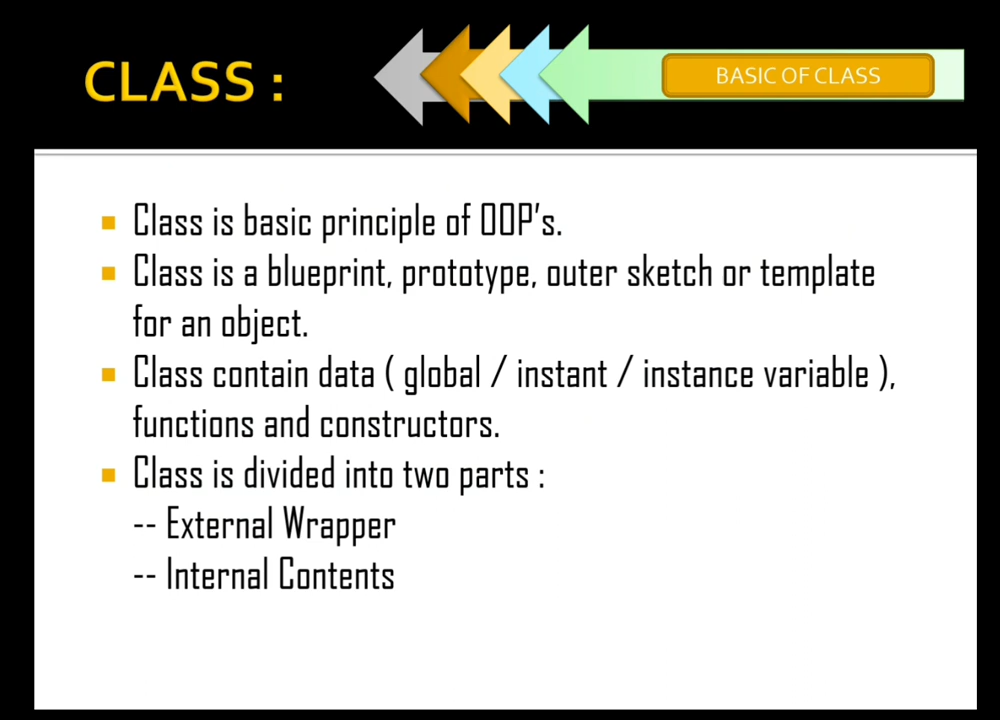 CLASS :
BASIC OF CLASS
Class is basic principle of OOP's.
Class is a blueprint, prototype, outer sketch or template
for an object.
Class contain data ( global / instant / instance variable ),
functions and constructors.
Class is divided into two parts :
-- External Wrapper
-- Internal Contents